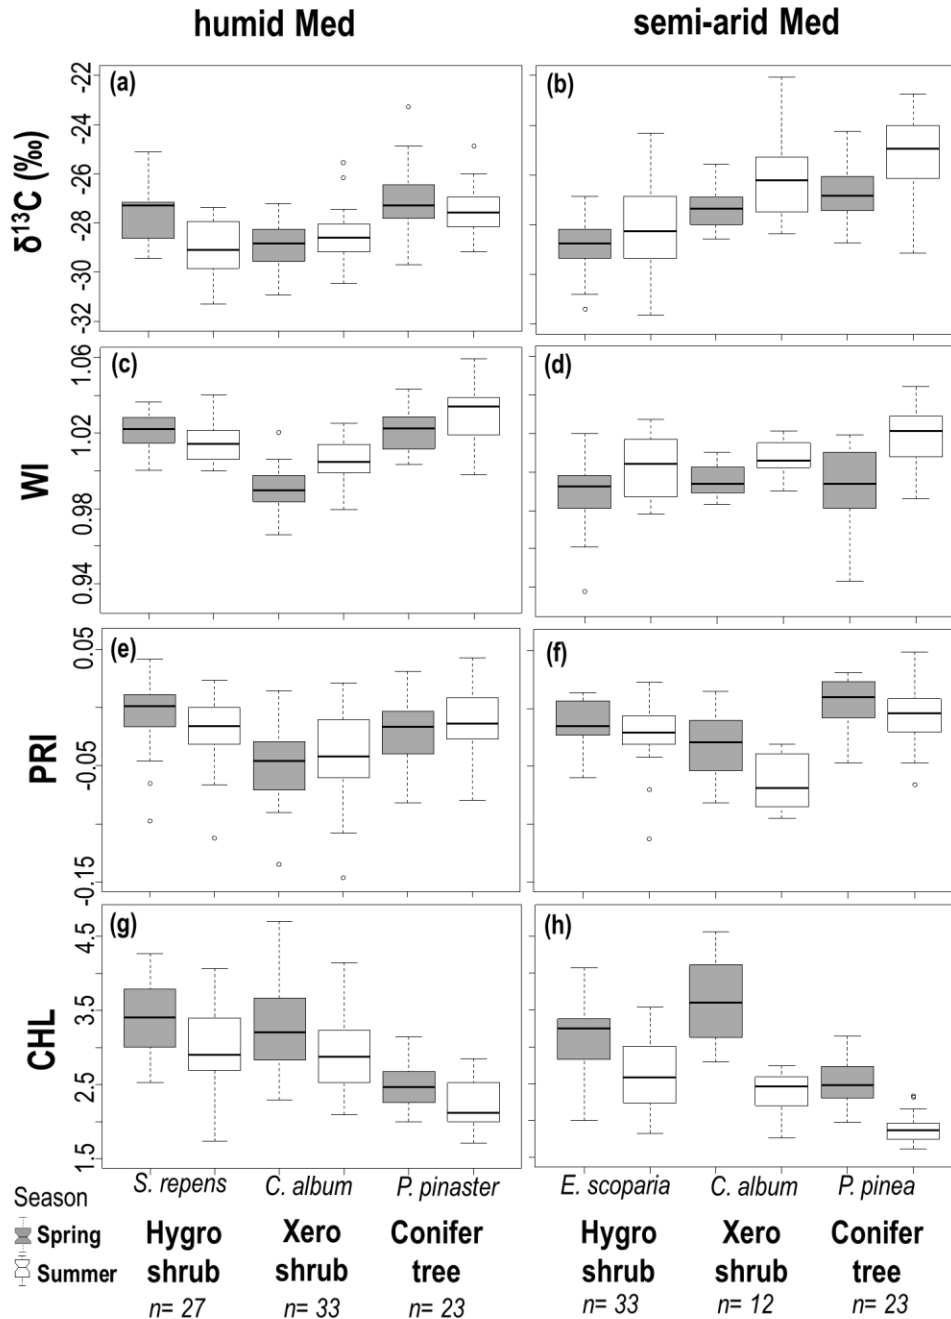 humid Med semi-arid Med
(a) (b)
δ¹³C (‰)
-22
-24
-26
-28
-30
-32
(c) (d)
WI
1.06
1.02
0.98
0.94
(e) (f)
PRI
0.05
-0.05
-0.15
(g) (h)
CHL
4.5
3.5
2.5
1.5
S. repens C. album P. pinaster E. scoparia C. album P. pinea
Season
Spring
Summer
Hygro Xero Conifer Hygro Xero Conifer
shrub shrub tree shrub shrub tree
n= 27 n= 33 n= 23 n= 33 n= 12 n= 23